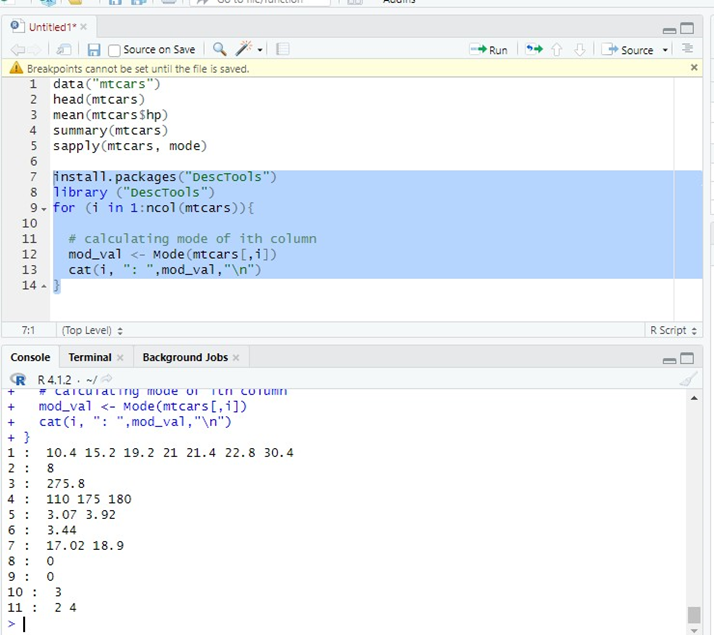 Go to file/function
Addins
Untitled1*
Source on Save
Run
Source
Breakpoints cannot be set until the file is saved.
1 data("mtcars")
2 head(mtcars)
3 mean(mtcars$hp)
4 summary(mtcars)
5 sapply(mtcars, mode)
6
7 install.packages("DescTools")
8 library ("DescTools")
9 for (i in 1:ncol(mtcars)){
10
11 # calculating mode of ith column
12 mod_val <- Mode(mtcars[,i])
13 cat(i, ": ",mod_val,"\n")
14 }
7:1 (Top Level) R Script
Console Terminal Background Jobs
R 4.1.2 · ~/
+ # calculating mode of ith column
+ mod_val <- Mode(mtcars[,i])
+ cat(i, ": ",mod_val,"\n")
+ }
1 : 10.4 15.2 19.2 21 21.4 22.8 30.4
2 : 8
3 : 275.8
4 : 110 175 180
5 : 3.07 3.92
6 : 3.44
7 : 17.02 18.9
8 : 0
9 : 0
10 : 3
11 : 2 4
>